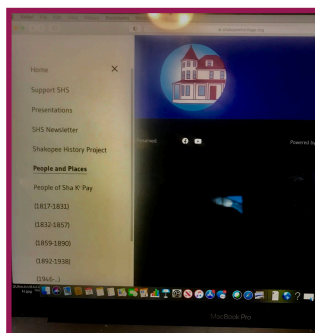 Home
Support SHS
Presentations
SHS Newsletter
Shakopee History Project
People and Places
People of Sha K' Pay
(1817-1831)
(1832-1857)
(1859-1890)
(1892-1938)
(1946-..)
Powered by
MacBook Pro